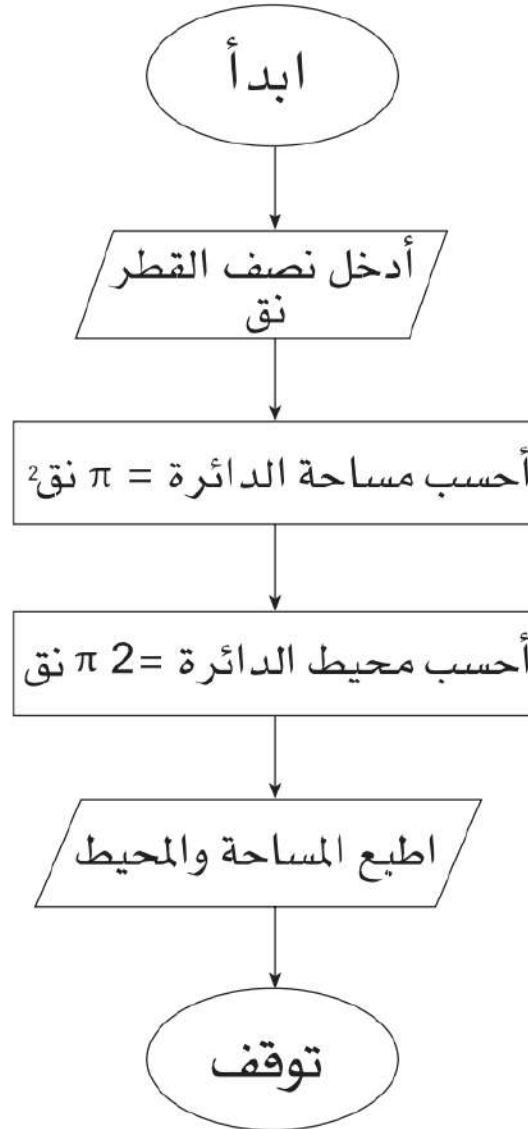 ابدأ
أدخل نصف القطر
نق
أحسب مساحة الدائرة = π نق²
أحسب محيط الدائرة =2 π نق
اطبع المساحة والمحيط
توقف